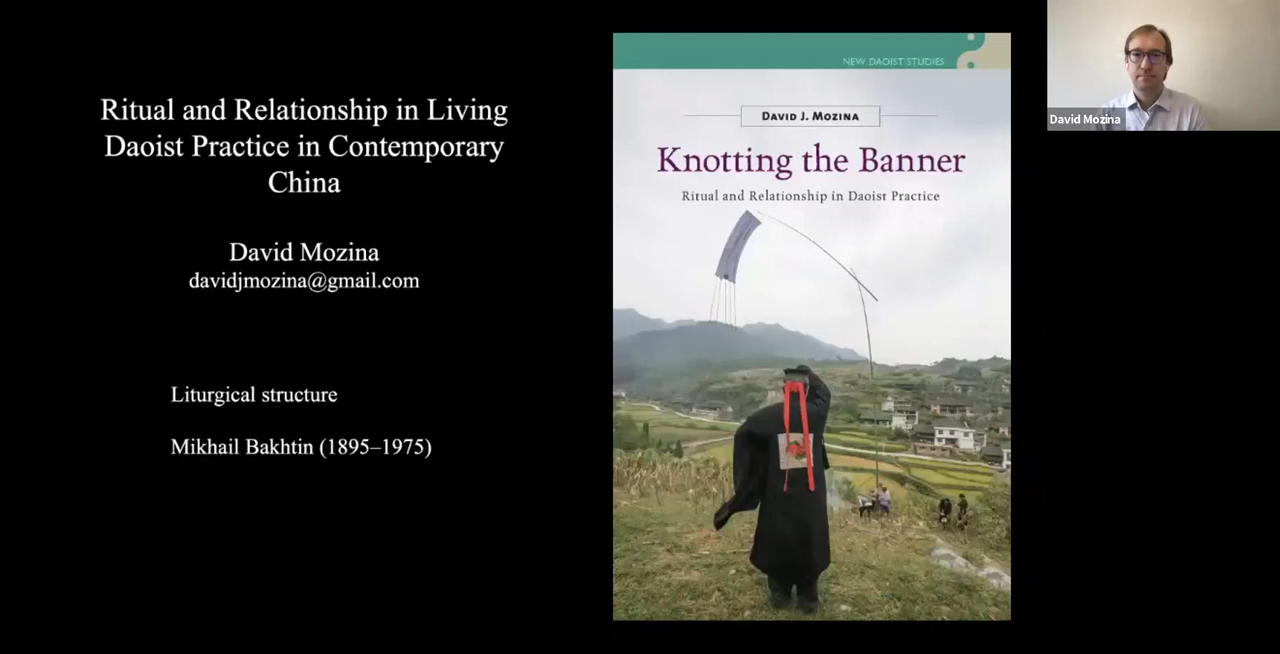 Ritual and Relationship in Living
Daoist Practice in Contemporary
China
David Mozina
davidjmozina@gmail.com
Liturgical structure
Mikhail Bakhtin (1895–1975)
NEW DAOIST STUDIES
DAVID J. MOZINA
Knotting the Banner
Ritual and Relationship in Daoist Practice
David Mozina